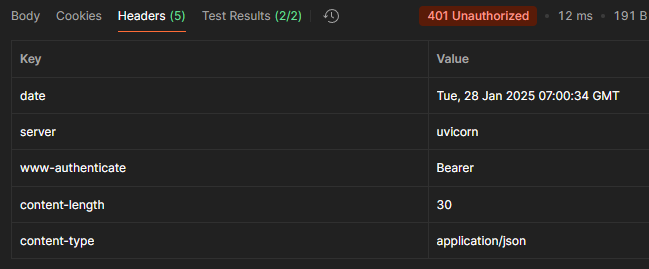 Body Cookies Headers (5) Test Results (2/2) 401 Unauthorized • 12 ms • 191 B
Key Value
date Tue, 28 Jan 2025 07:00:34 GMT
server uvicorn
www-authenticate Bearer
content-length 30
content-type application/json